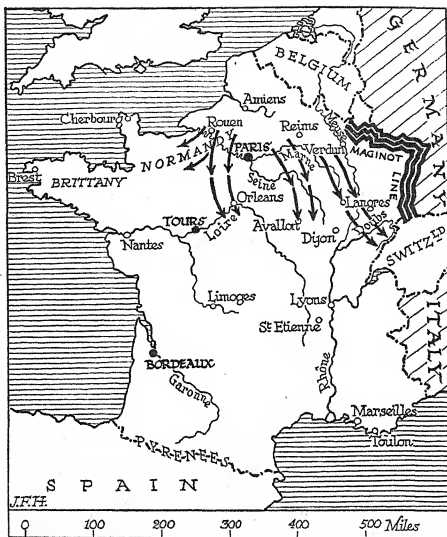 GERMANY
BELGIUM
Amiens
Cherbourg
Rouen
Reims
Meuse
MAGINOT
LINE
NORMANDY
PARIS
Marne
Verdun
Brest
BRITTANY
Seine
Orleans
Langres
Doubs
TOURS
Loire
Avallon
Dijon
SWITZLD
Nantes
Limoges
Lyons
St Etienne
ITALY
BORDEAUX
Garonne
Rhône
Marseilles
Toulon
PYRENEES
SPAIN
J.F.H.
0 100 200 300 400 500 Miles